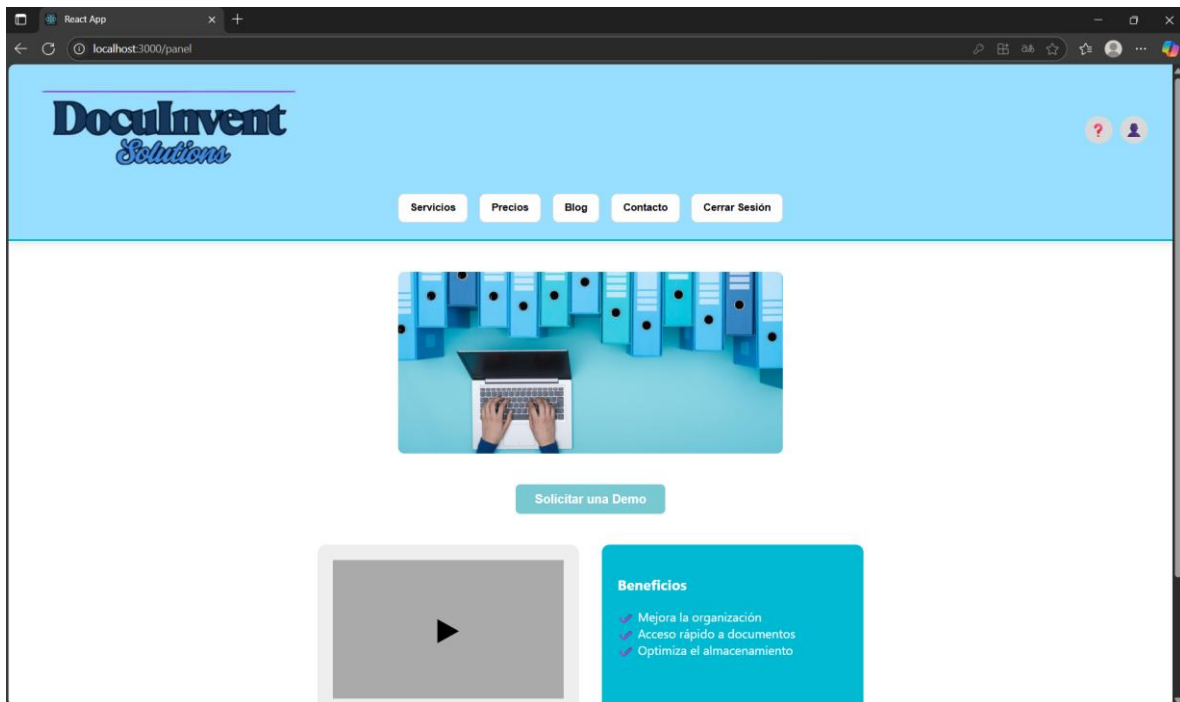 React App
localhost:3000/panel
DocuInvent
Solutions
?
Servicios Precios Blog Contacto Cerrar Sesión
Solicitar una Demo
Beneficios
Mejora la organización
Acceso rápido a documentos
Optimiza el almacenamiento